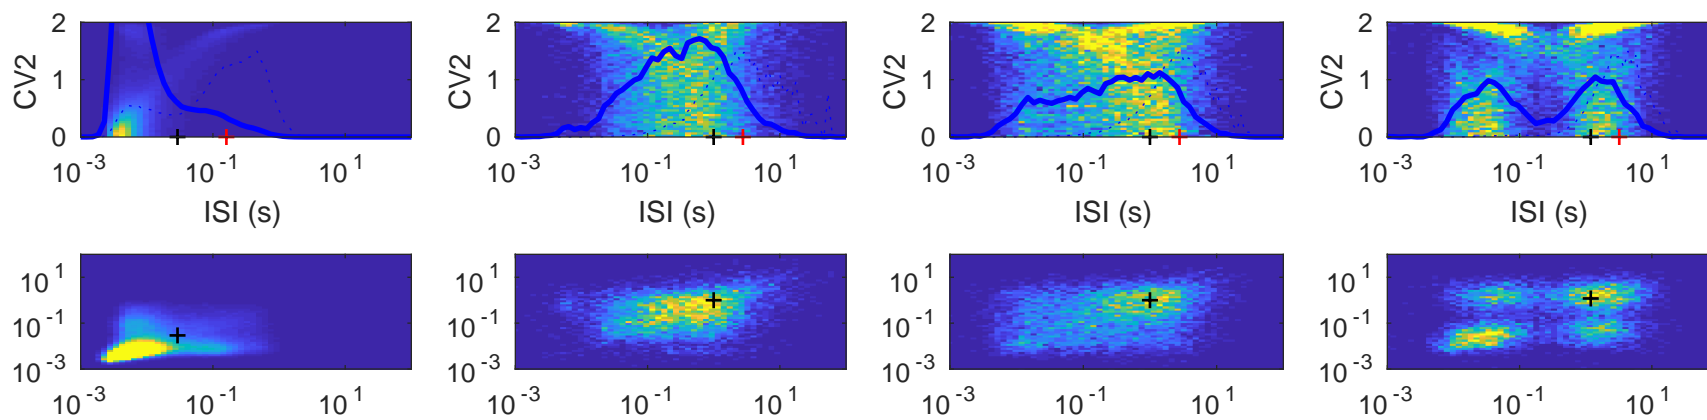 2 2 2 2
CV2 1 CV2 1 CV2 1 CV2 1
0 0 0 0
10-3 10-1 101 10-3 10-1 101 10-3 10-1 101 10-3 10-1 101
ISI (s) ISI (s) ISI (s) ISI (s)
101 101 101 101
10-1 10-1 10-1 10-1
10-3 10-3 10-3 10-3
10-3 10-1 101 10-3 10-1 101 10-3 10-1 101 10-3 10-1 101